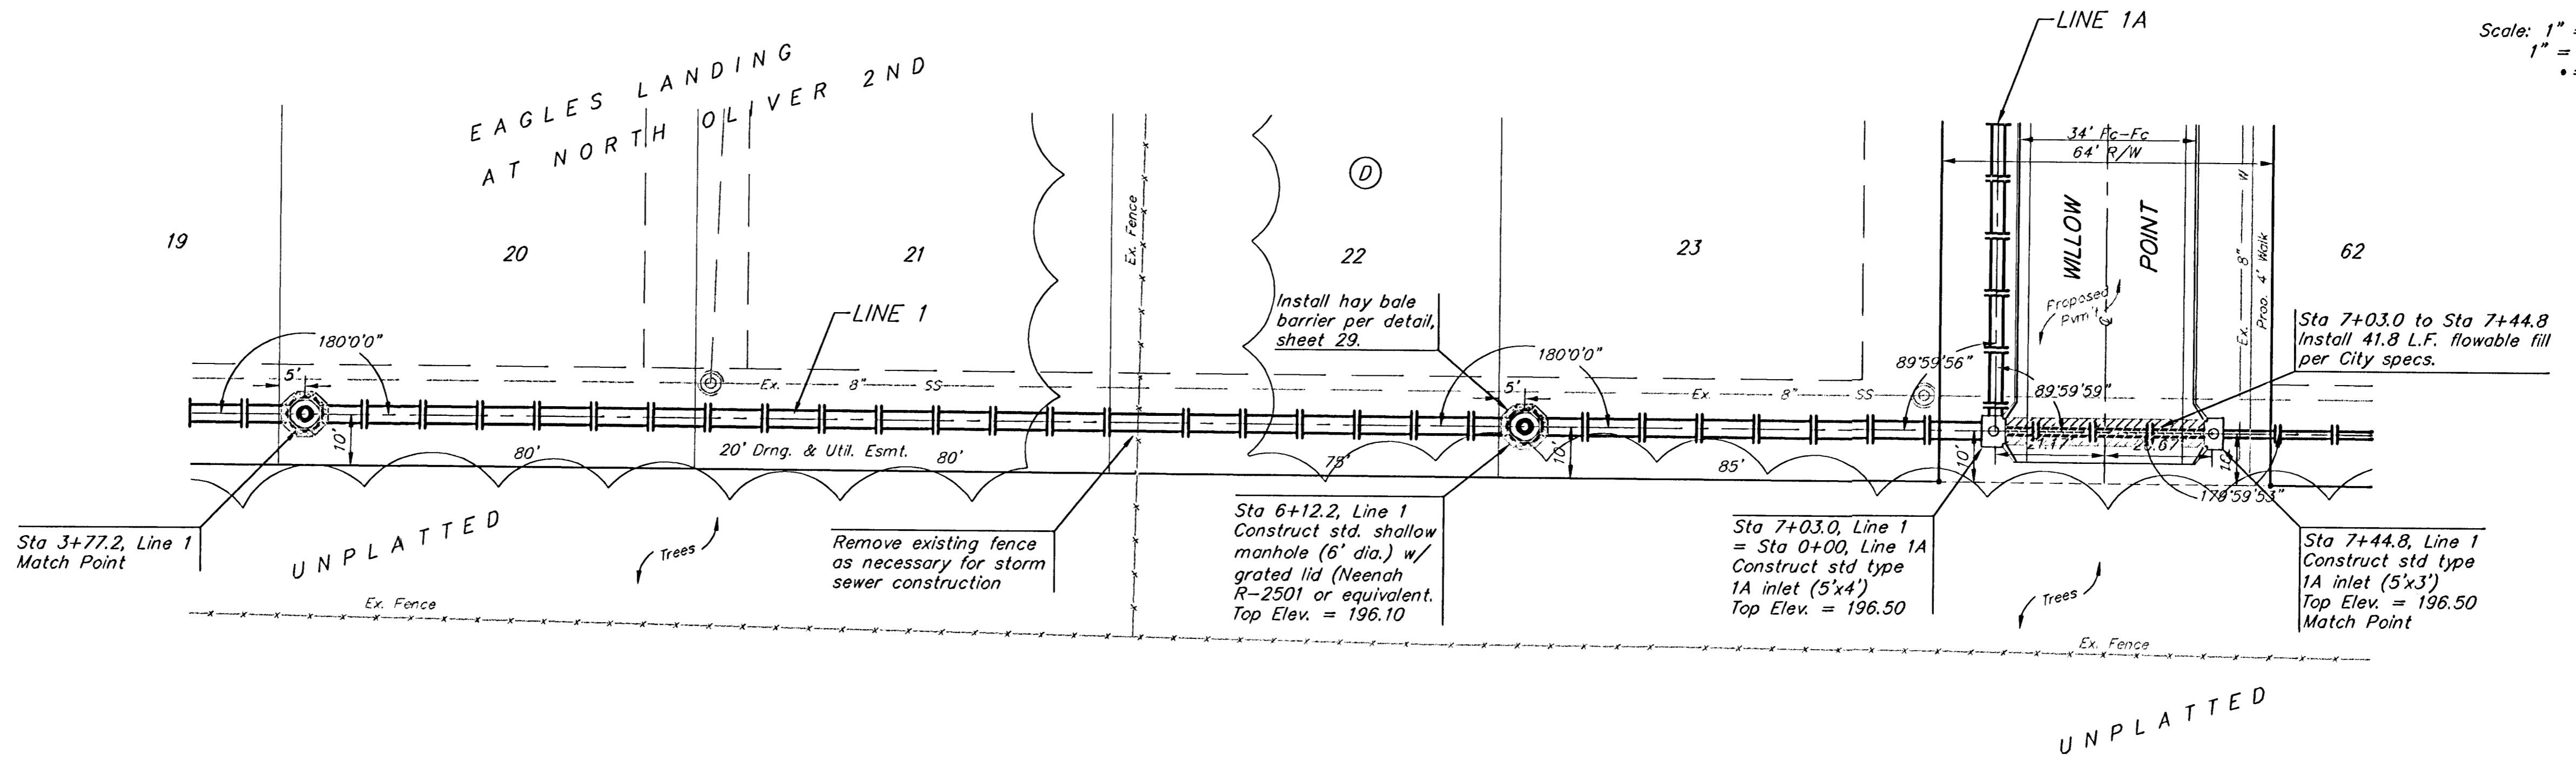 LINE 1A
Scale: 1" =
1" =
EAGLES LANDING
AT NORTH OLIVER 2ND
34' Fc-Fc
64' R/W
D
19
20
21
Ex. Fence
22
23
WILLOW
POINT
Proposed
Pvm't
Ex. 8" W
Prop. 4' Walk
62
LINE 1
Install hay bale
barrier per detail,
sheet 29.
Sta 7+03.0 to Sta 7+44.8
Install 41.8 L.F. flowable fill
per City specs.
180°0'0"
180°0'0"
89°59'56"
89°59'59"
5'
Ex. 8" SS
5'
Ex. 8" SS
10'
80'
20' Drng. & Util. Esmt.
80'
75'
10'
85'
10'
21.17
20.67
10'
179°59'53"
Sta 3+77.2, Line 1
Match Point
UNPLATTED
Trees
Remove existing fence
as necessary for storm
sewer construction
Sta 6+12.2, Line 1
Construct std. shallow
manhole (6' dia.) w/
grated lid (Neenah
R-2501 or equivalent.
Top Elev. = 196.10
Sta 7+03.0, Line 1
= Sta 0+00, Line 1A
Construct std type
1A inlet (5'x4')
Top Elev. = 196.50
Trees
Sta 7+44.8, Line 1
Construct std type
1A inlet (5'x3')
Top Elev. = 196.50
Match Point
Ex. Fence
Ex. Fence
UNPLATTED